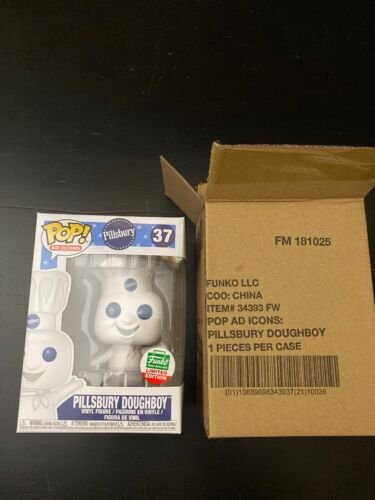 POP!
AD ICONS
Pillsbury
37
Pillsbury
Funko
LIMITED
EDITION
PILLSBURY DOUGHBOY
VINYL FIGURE / FIGURINE EN VINYLE /
FIGURA DE VINIL
FM 181025
FUNKO LLC
COO: CHINA
ITEM# 34393 FW
POP AD ICONS:
PILLSBURY DOUGHBOY
1 PIECES PER CASE